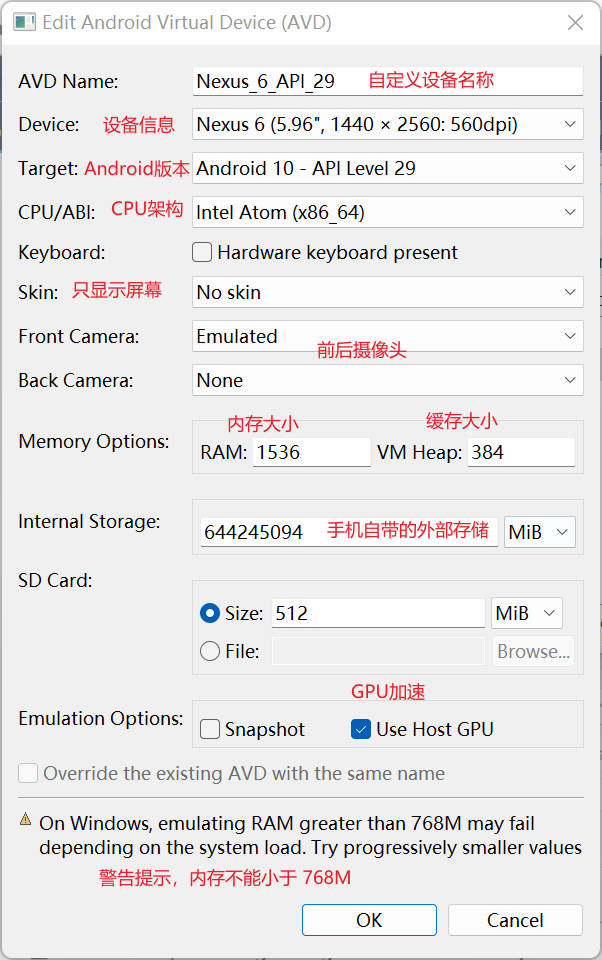 Edit Android Virtual Device (AVD)
AVD Name: Nexus_6_API_29 自定义设备名称
Device: 设备信息 Nexus 6 (5.96", 1440 × 2560: 560dpi)
Target: Android版本 Android 10 - API Level 29
CPU/ABI: CPU架构 Intel Atom (x86_64)
Keyboard: Hardware keyboard present
Skin: 只显示屏幕 No skin
Front Camera: Emulated
前后摄像头
Back Camera: None
内存大小 缓存大小
Memory Options: RAM: 1536 VM Heap: 384
Internal Storage: 644245094 手机自带的外部存储 MiB
SD Card:
Size: 512 MiB
File: Browse...
GPU加速
Emulation Options: Snapshot Use Host GPU
Override the existing AVD with the same name
On Windows, emulating RAM greater than 768M may fail
depending on the system load. Try progressively smaller values
警告提示，内存不能小于 768M
OK Cancel